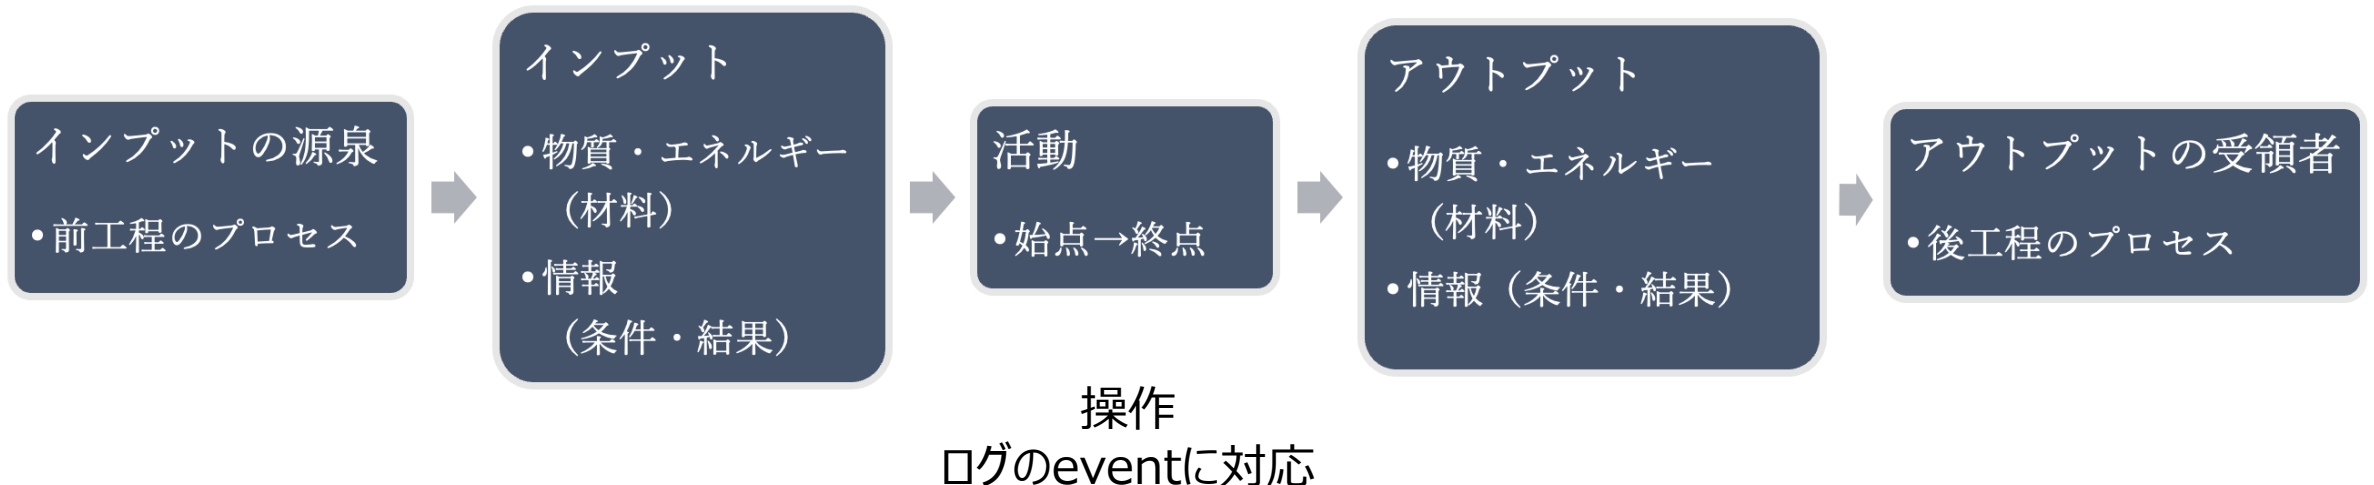 インプットの源泉
•前工程のプロセス
インプット
•物質・エネルギー
（材料）
•情報
（条件・結果）
活動
•始点→終点
アウトプット
•物質・エネルギー
（材料）
•情報（条件・結果）
アウトプットの受領者
•後工程のプロセス
操作
ログのeventに対応